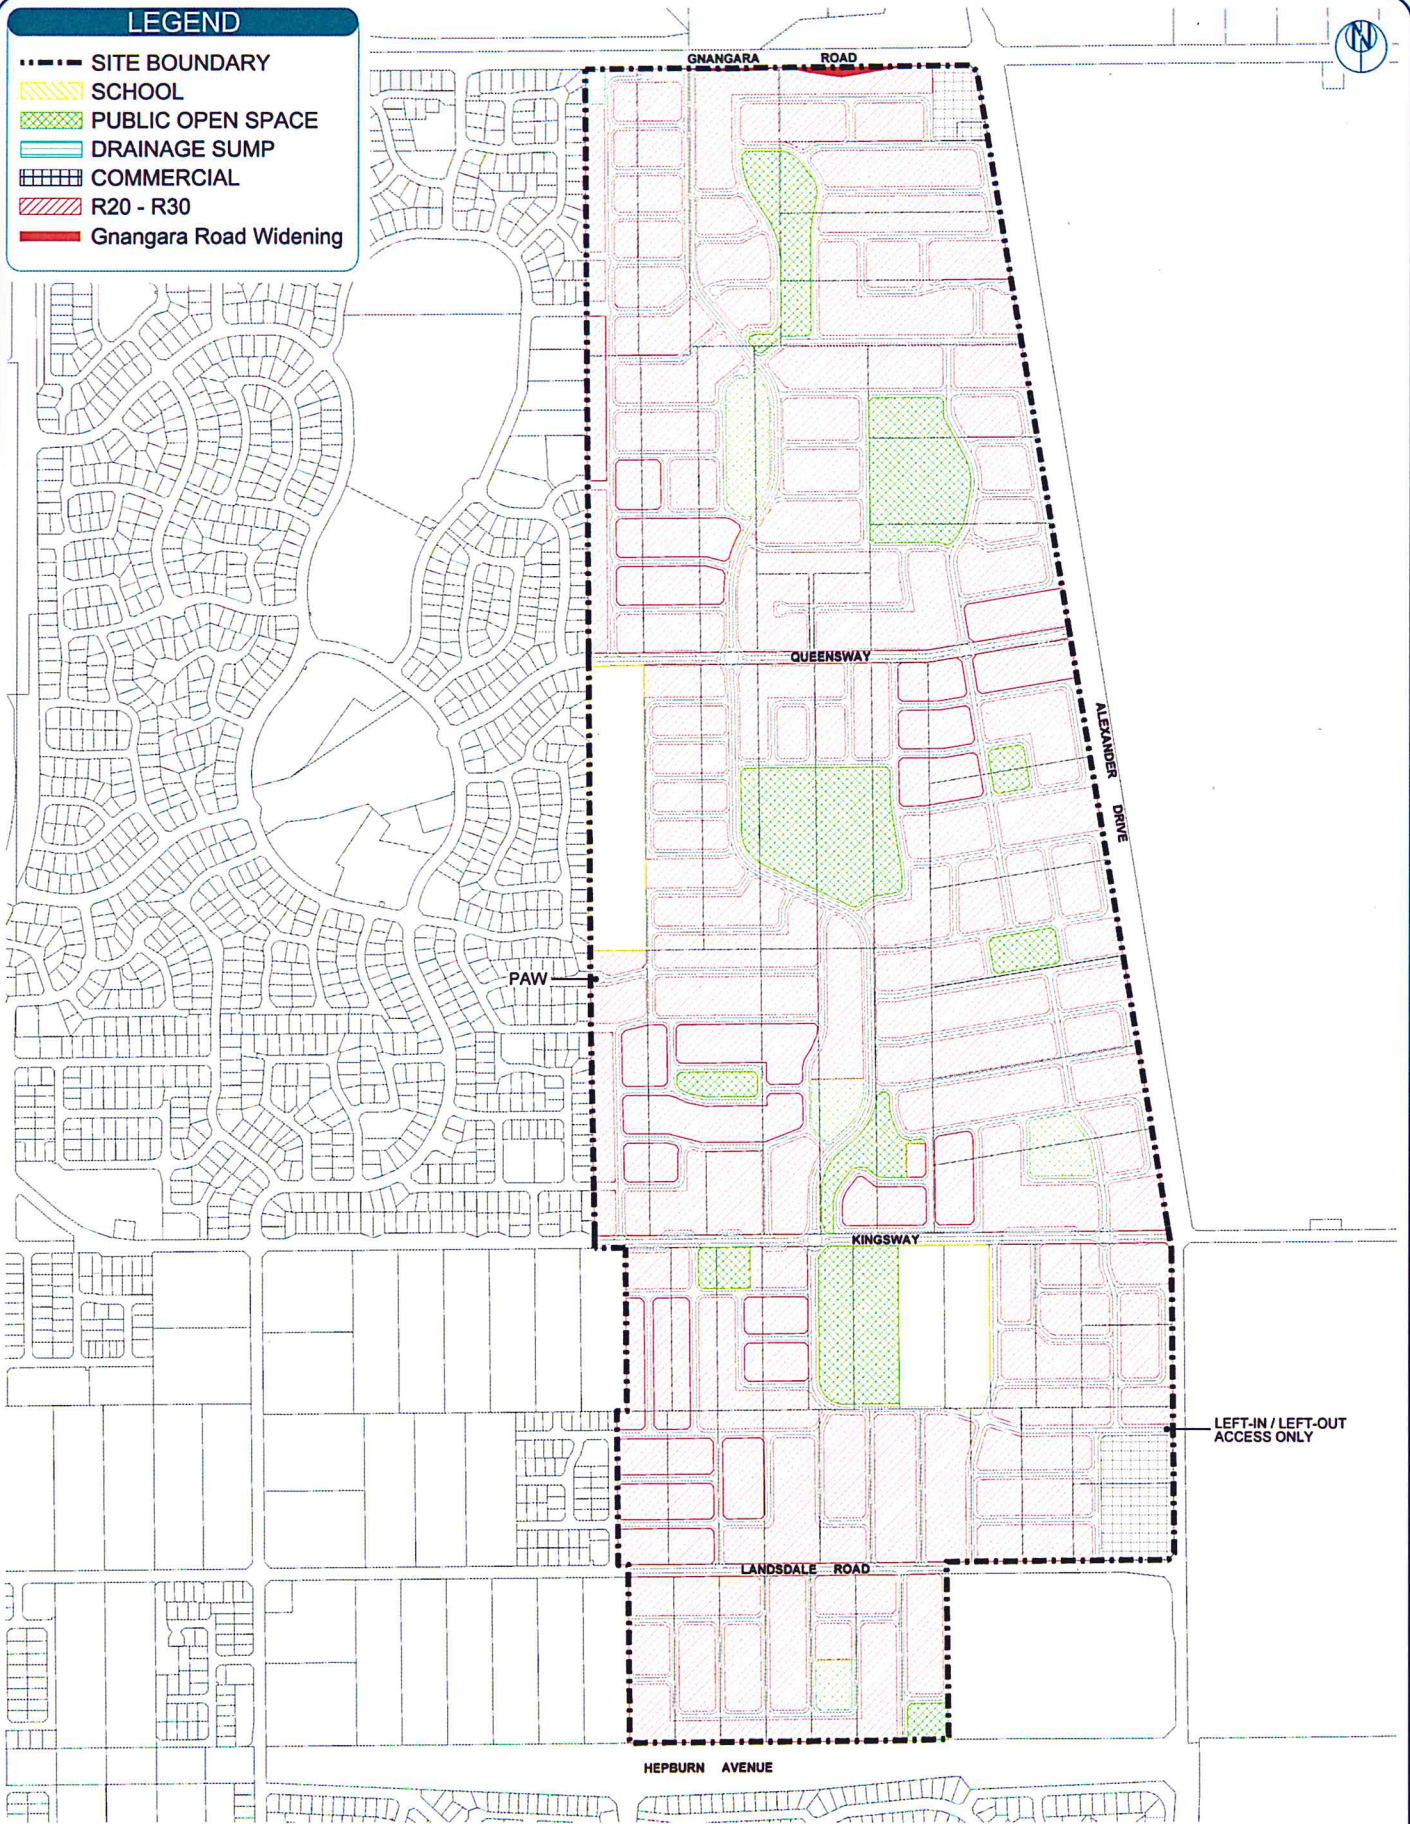 LEGEND
SITE BOUNDARY
SCHOOL
PUBLIC OPEN SPACE
DRAINAGE SUMP
COMMERCIAL
R20 - R30
Gnangara Road Widening
N
GNANGARA ROAD
QUEENSWAY
ALEXANDER DRIVE
PAW
KINGSWAY
LEFT-IN / LEFT-OUT
ACCESS ONLY
LANDSDALE ROAD
HEPBURN AVENUE